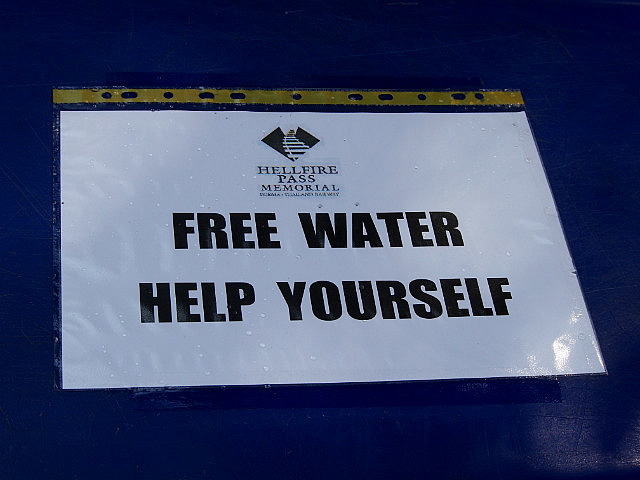 HELLFIRE
PASS
MEMORIAL
BURMA - THAILAND RAILWAY
FREE WATER
HELP YOURSELF